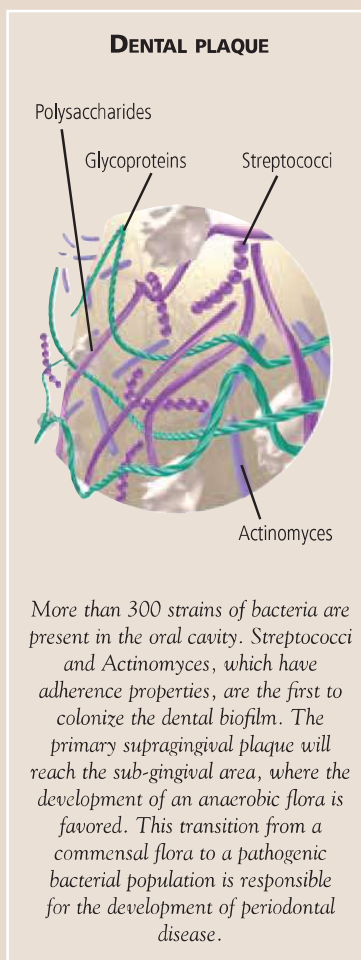 DENTAL PLAQUE
Polysaccharides
Glycoproteins
Streptococci
Actinomyces
More than 300 strains of bacteria are
present in the oral cavity. Streptococci
and Actinomyces, which have
adherence properties, are the first to
colonize the dental biofilm. The
primary supragingival plaque will
reach the sub-gingival area, where the
development of an anaerobic flora is
favored. This transition from a
commensal flora to a pathogenic
bacterial population is responsible
for the development of periodontal
disease.